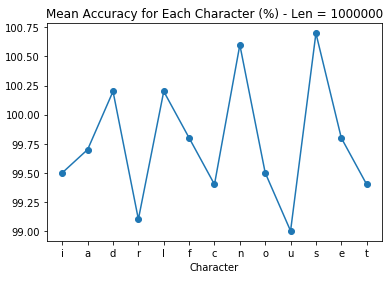 Mean Accuracy for Each Character (%) - Len = 1000000
100.75
100.50
100.25
100.00
99.75
99.50
99.25
99.00
i a d r l f c n o u s e t
Character